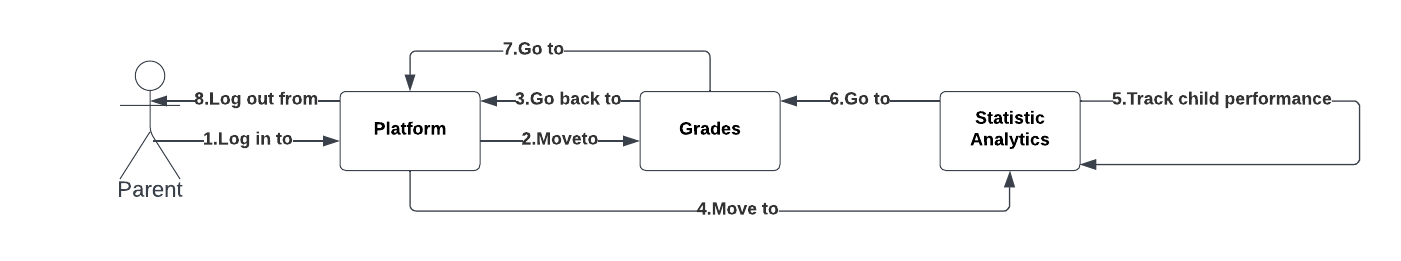 7.Go to
8.Log out from
3.Go back to
6.Go to
5.Track child performance
Platform
Grades
Statistic
Analytics
1.Log in to
2.Moveto
Parent
4.Move to